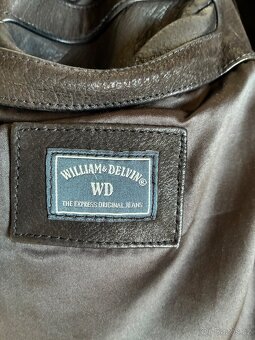 WILLIAM & DELVIN®
WD
THE EXPRESS ORIGINAL JEANS